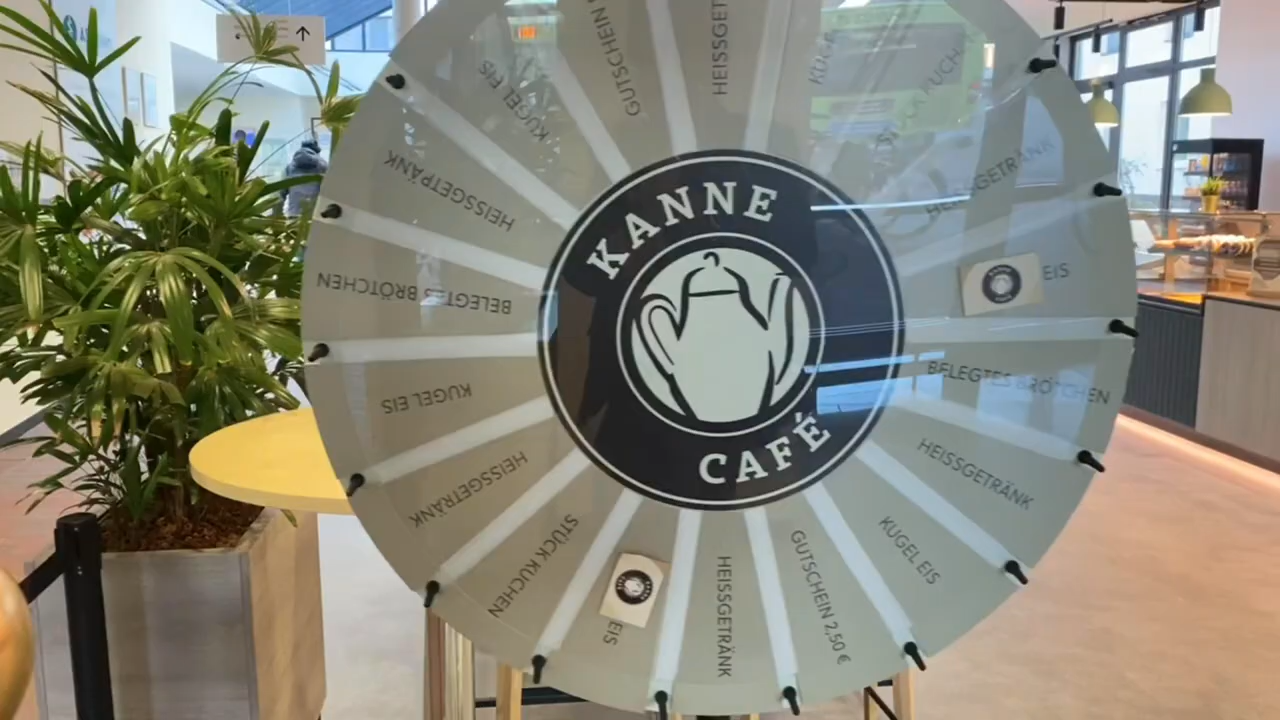 KANNE
CAFÉ
GUTSCHEIN
KUGEL EIS
HEISSGETRÄNK
BELEGTES BRÖTCHEN
KUGEL EIS
HEISSGETRÄNK
STÜCK KUCHEN
EIS
HEISSGETRÄNK
GUTSCHEIN 2,50 €
KUGEL EIS
HEISSGETRÄNK
BELEGTES BRÖTCHEN
EIS
HEISSGETRÄNK